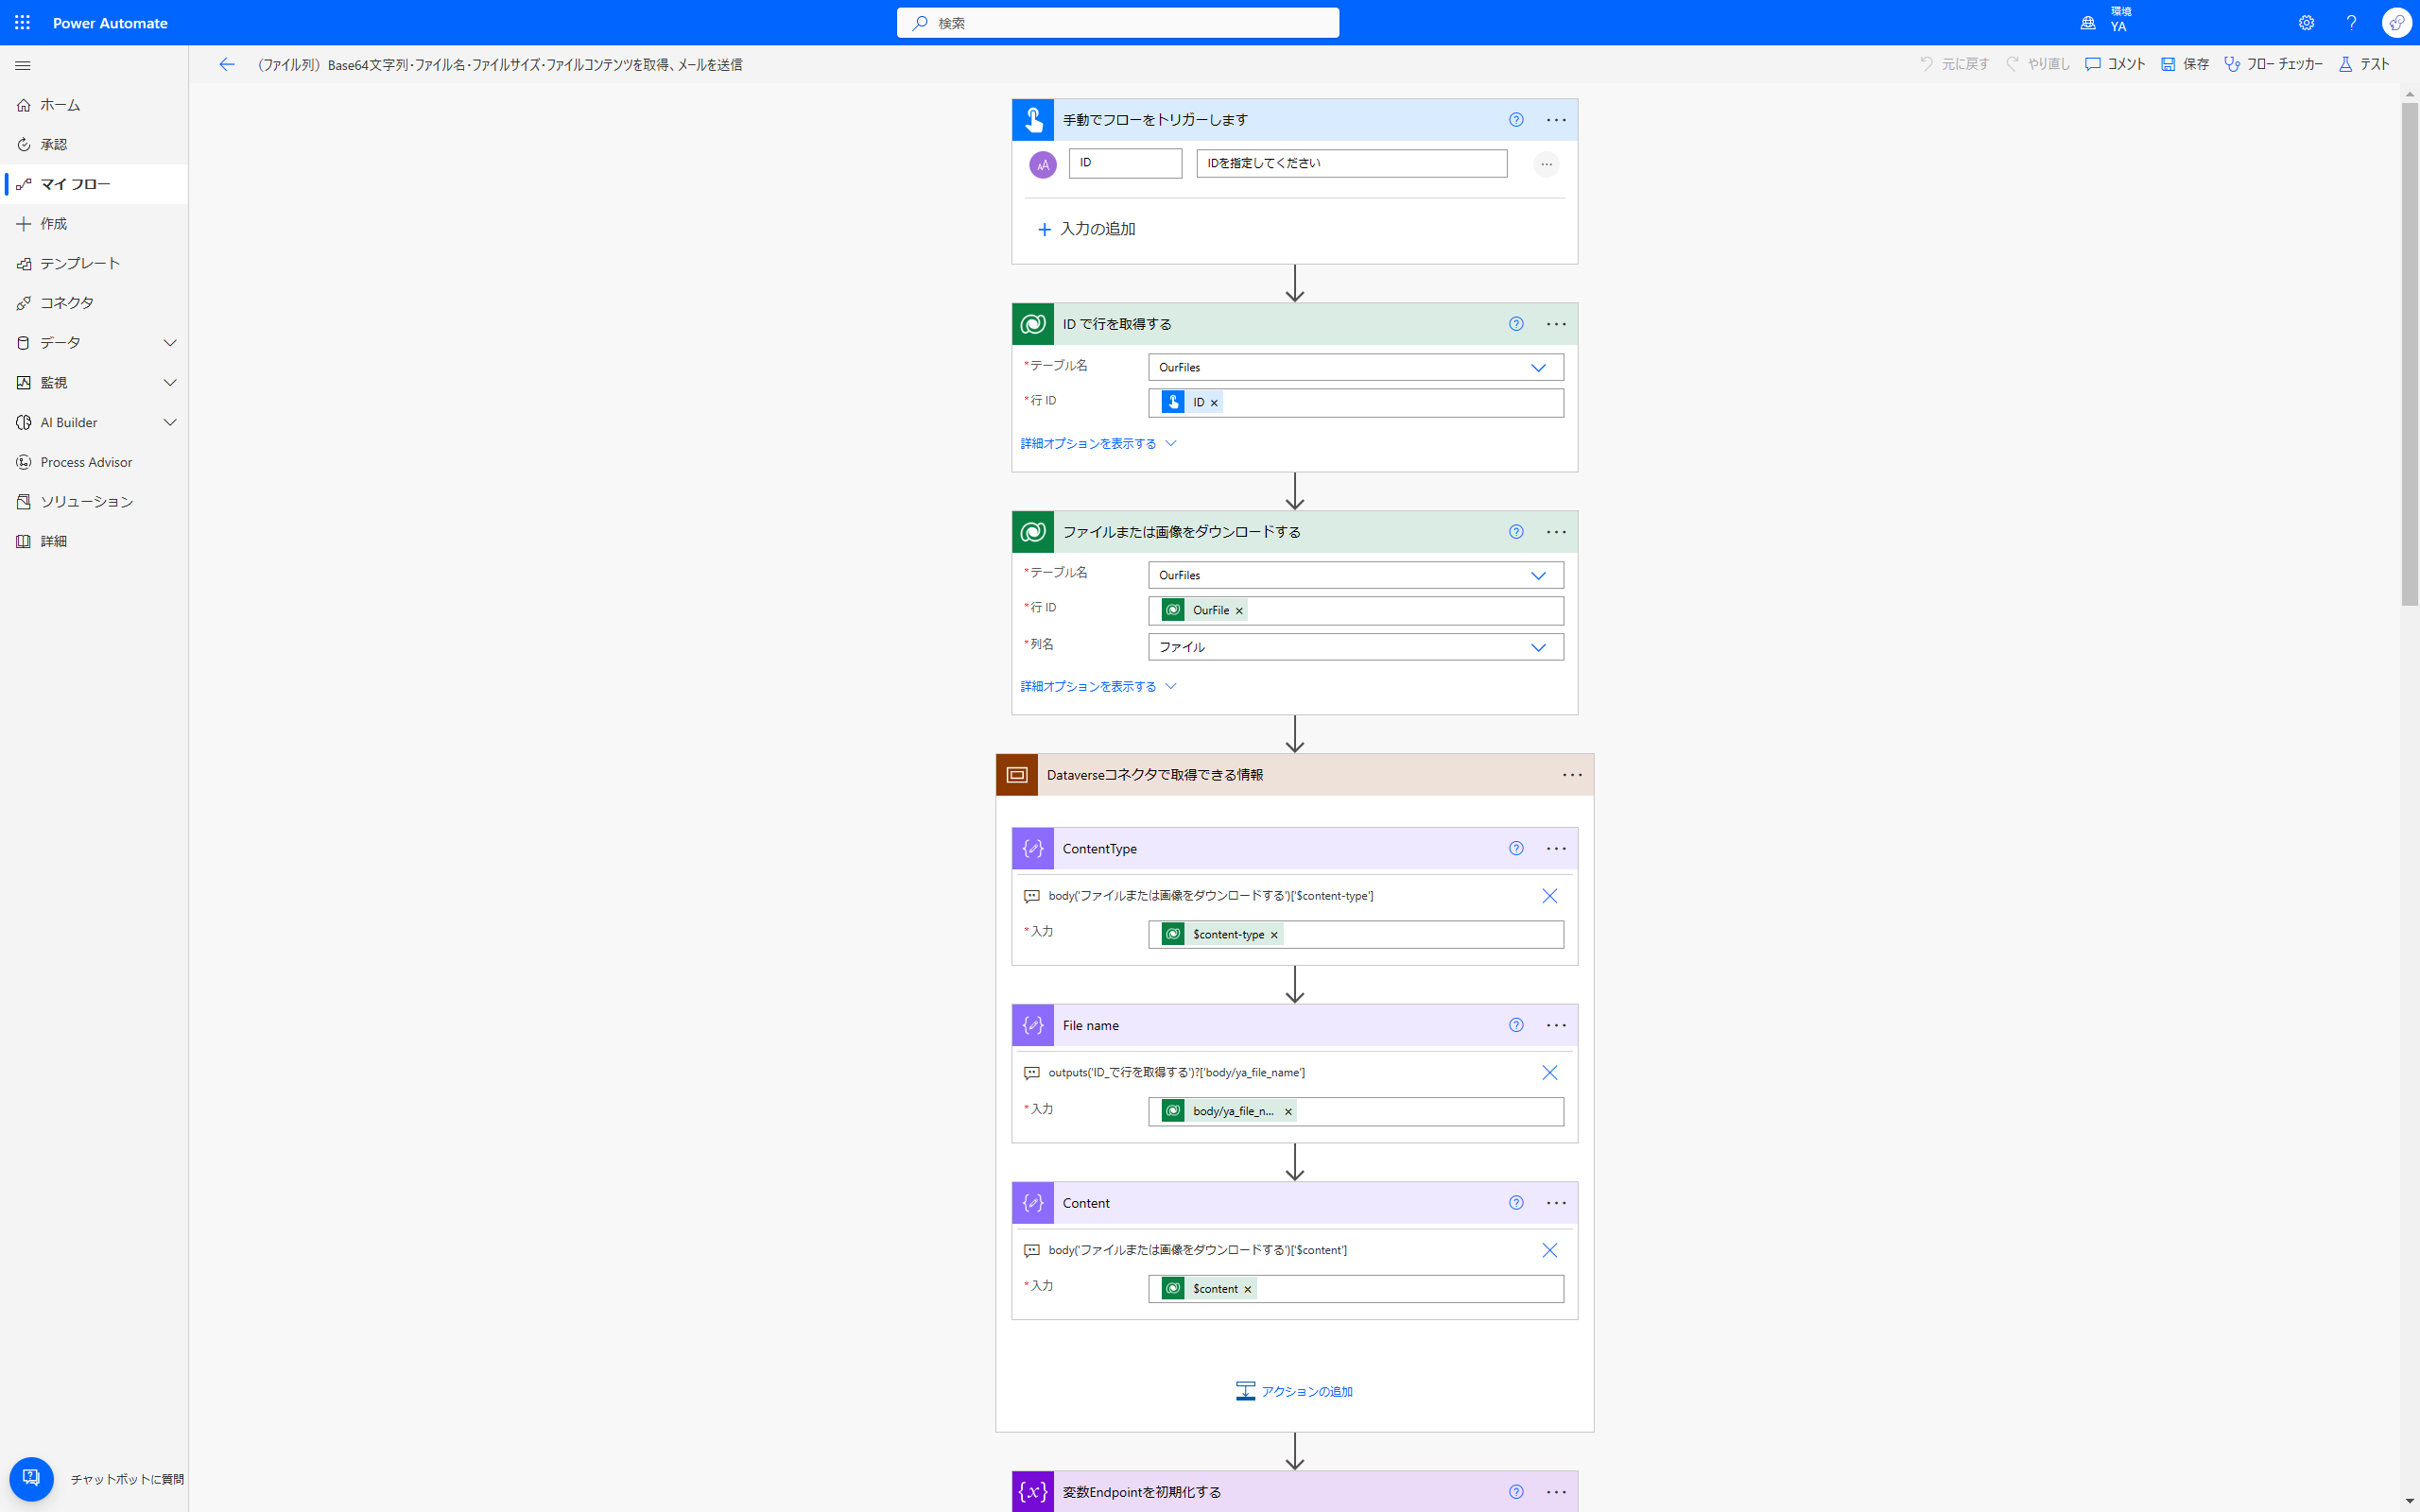 Power Automate
検索
環境
YA
（ファイル列）Base64文字列・ファイル名・ファイルサイズ・ファイルコンテンツを取得、メールを送信
元に戻す
やり直し
コメント
保存
フロー チェッカー
テスト
ホーム
承認
マイ フロー
作成
テンプレート
コネクタ
データ
監視
AI Builder
Process Advisor
ソリューション
詳細
チャットボットに質問
手動でフローをトリガーします
AA
ID
IDを指定してください
入力の追加
ID で行を取得する
*テーブル名
OurFiles
*行 ID
ID
詳細オプションを表示する
ファイルまたは画像をダウンロードする
*テーブル名
OurFiles
*行 ID
OurFile
*列名
ファイル
詳細オプションを表示する
Dataverseコネクタで取得できる情報
ContentType
body('ファイルまたは画像をダウンロードする')['$content-type']
*入力
$content-type
File name
outputs('ID_で行を取得する')?['body/ya_file_name']
*入力
body/ya_file_n...
Content
body('ファイルまたは画像をダウンロードする')['$content']
*入力
$content
アクションの追加
{x}
変数Endpointを初期化する